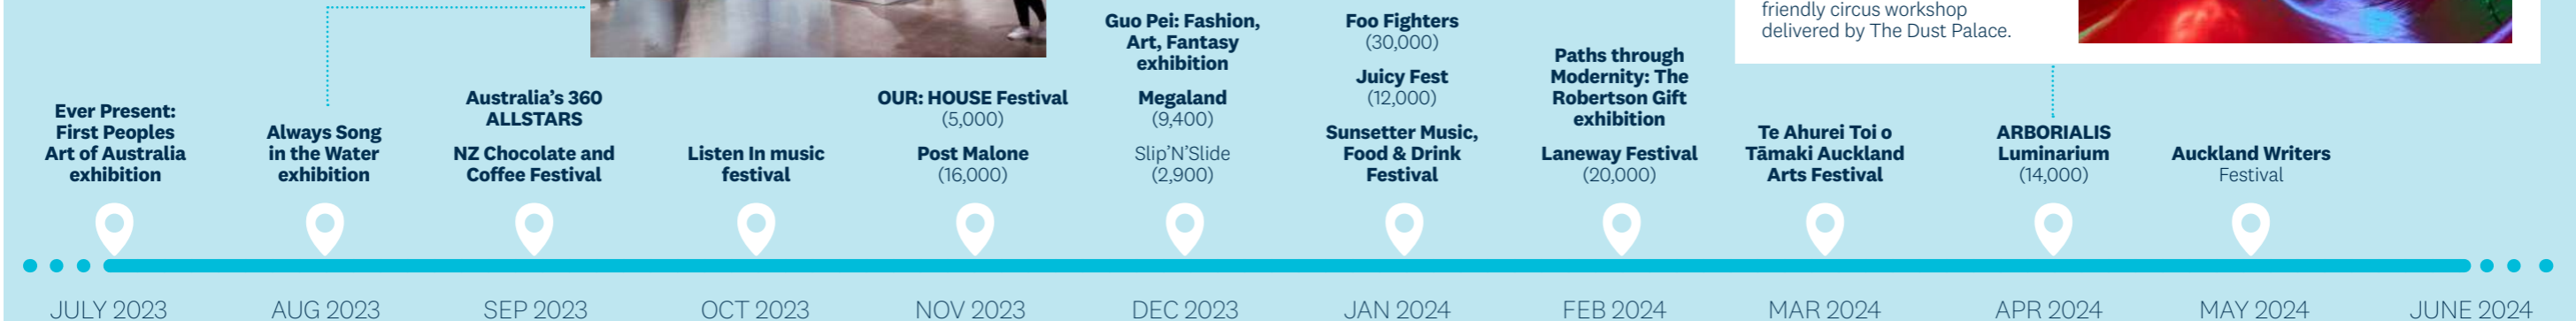 friendly circus workshop
delivered by The Dust Palace.
Ever Present:
First Peoples
Art of Australia
exhibition
Always Song
in the Water
exhibition
Australia’s 360
ALLSTARS
NZ Chocolate and
Coffee Festival
Listen In music
festival
OUR: HOUSE Festival
(5,000)
Post Malone
(16,000)
Guo Pei: Fashion,
Art, Fantasy
exhibition
Megaland
(9,400)
Slip’N’Slide
(2,900)
Foo Fighters
(30,000)
Juicy Fest
(12,000)
Sunsetter Music,
Food & Drink
Festival
Paths through
Modernity: The
Robertson Gift
exhibition
Laneway Festival
(20,000)
Te Ahurei Toi o
Tāmaki Auckland
Arts Festival
ARBORIALIS
Luminarium
(14,000)
Auckland Writers
Festival
JULY 2023
AUG 2023
SEP 2023
OCT 2023
NOV 2023
DEC 2023
JAN 2024
FEB 2024
MAR 2024
APR 2024
MAY 2024
JUNE 2024